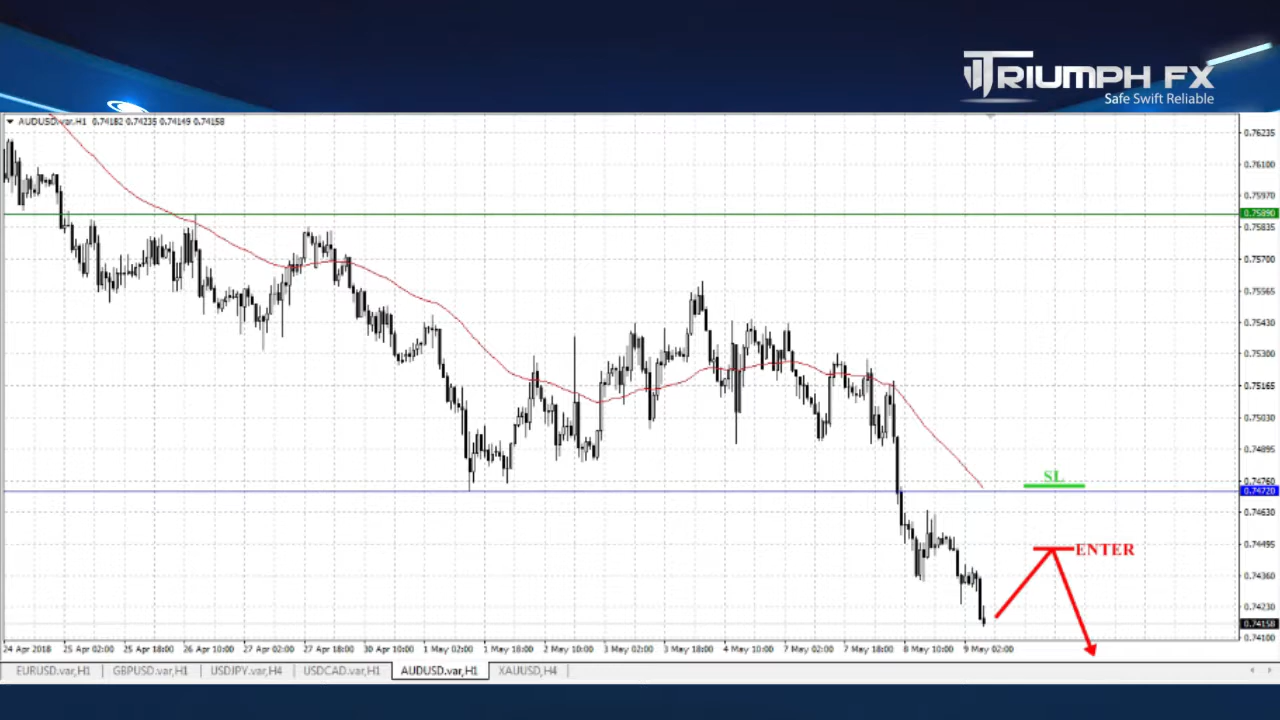 TRIUMPH FX
Safe Swift Reliable
AUDUSD.var,H1 0.74182 0.74235 0.74149 0.74158
0.76235
0.76100
0.75970
0.75890
0.75835
0.75700
0.75565
0.75430
0.75300
0.75165
0.75030
0.74895
0.74760
0.74720
0.74630
0.74495
0.74360
0.74230
0.74158
0.74100
SL
ENTER
24 Apr 2018 25 Apr 02:00 25 Apr 18:00 26 Apr 10:00 27 Apr 02:00 27 Apr 18:00 30 Apr 10:00 1 May 02:00 1 May 18:00 2 May 10:00 3 May 02:00 3 May 18:00 4 May 10:00 7 May 02:00 7 May 18:00 8 May 10:00 9 May 02:00
EURUSD.var,H1 GBPUSD.var,H1 USDJPY.var,H4 USDCAD.var,H1 AUDUSD.var,H1 XAUUSD,H4